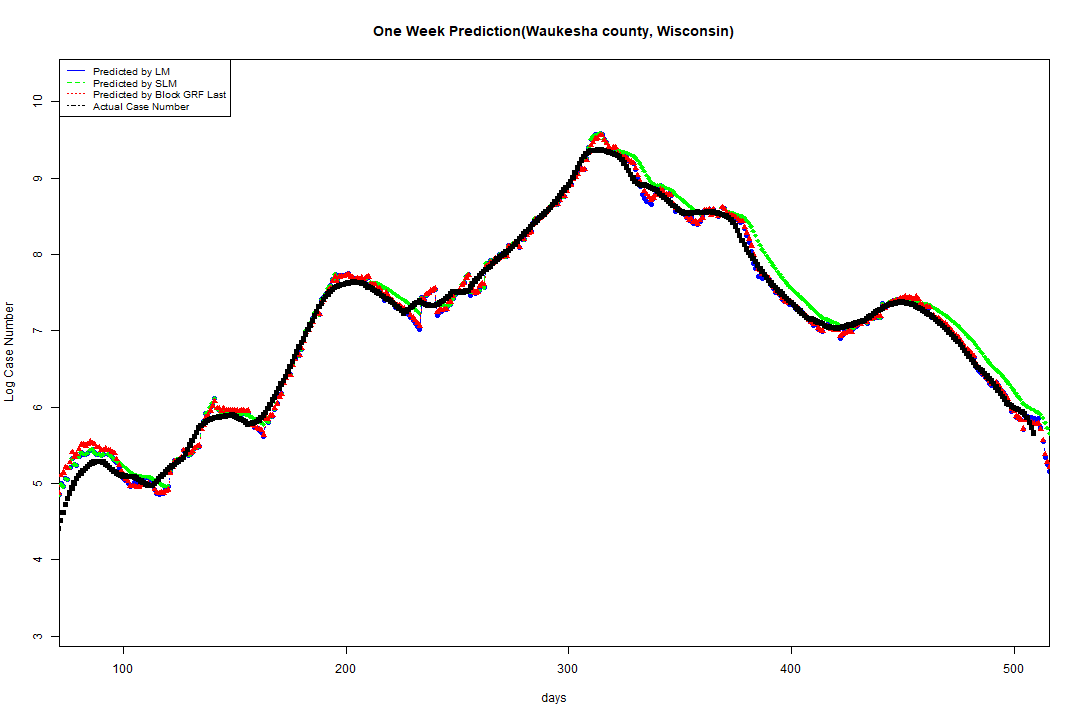 One Week Prediction(Waukesha county, Wisconsin)
Predicted by LM
Predicted by SLM
Predicted by Block GRF Last
Actual Case Number
10
9
8
7
6
5
4
3
Log Case Number
100 200 300 400 500
days